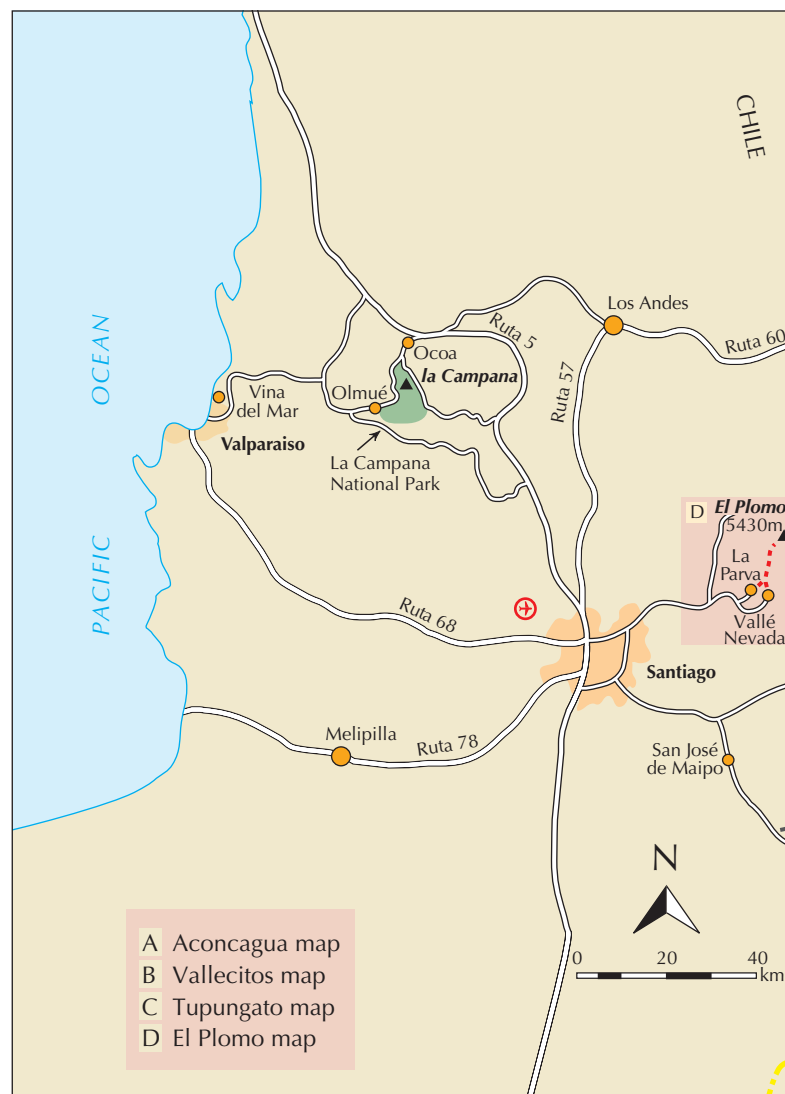 CHILE
Los Andes
Ruta 60
Ruta 5
Ocoa
la Campana
Ruta 57
OCEAN
Olmué
Vina
del Mar
Valparaiso
La Campana
National Park
D
El Plomo
5430m
La
Parva
Vallé
Nevada
PACIFIC
Ruta 68
Santiago
Melipilla
Ruta 78
San José
de Maipo
N
0 20 40
km
A Aconcagua map
B Vallecitos map
C Tupungato map
D El Plomo map